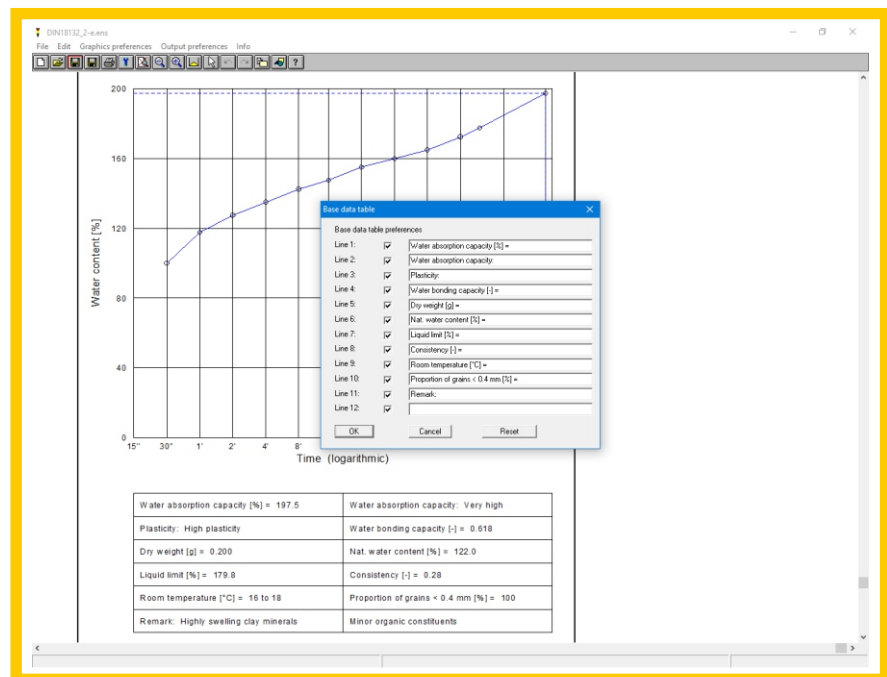 DIN18132_2-e.ens
File Edit Graphics preferences Output preferences Info
200
160
120
80
40
0
Water content [%]
15" 30" 1' 2' 4' 8'
Time (logarithmic)
Base data table
Base data table preferences
Line 1: Water absorption capacity [%] =
Line 2: Water absorption capacity:
Line 3: Plasticity:
Line 4: Water bonding capacity [-] =
Line 5: Dry weight [g] =
Line 6: Nat. water content [%] =
Line 7: Liquid limit [%] =
Line 8: Consistency [-] =
Line 9: Room temperature [°C] =
Line 10: Proportion of grains < 0.4 mm [%] =
Line 11: Remark:
Line 12:
OK Cancel Reset
Water absorption capacity [%] = 197.5 Water absorption capacity: Very high
Plasticity: High plasticity Water bonding capacity [-] = 0.618
Dry weight [g] = 0.200 Nat. water content [%] = 122.0
Liquid limit [%] = 179.8 Consistency [-] = 0.28
Room temperature [°C] = 16 to 18 Proportion of grains < 0.4 mm [%] = 100
Remark: Highly swelling clay minerals Minor organic constituents